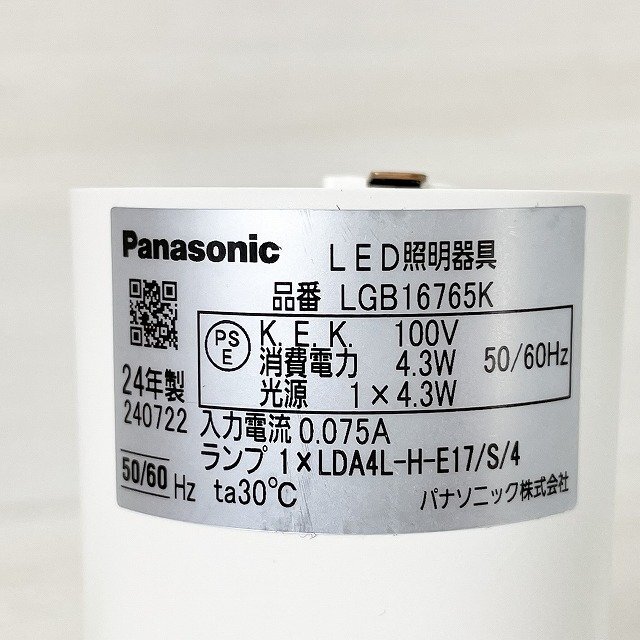 Panasonic LED照明器具
品番 LGB16765K
PSE K.E.K. 100V
消費電力 4.3W 50/60Hz
光源 1×4.3W
24年製
240722 入力電流 0.075A
ランプ 1×LDA4L-H-E17/S/4
50/60 Hz ta30℃ パナソニック株式会社